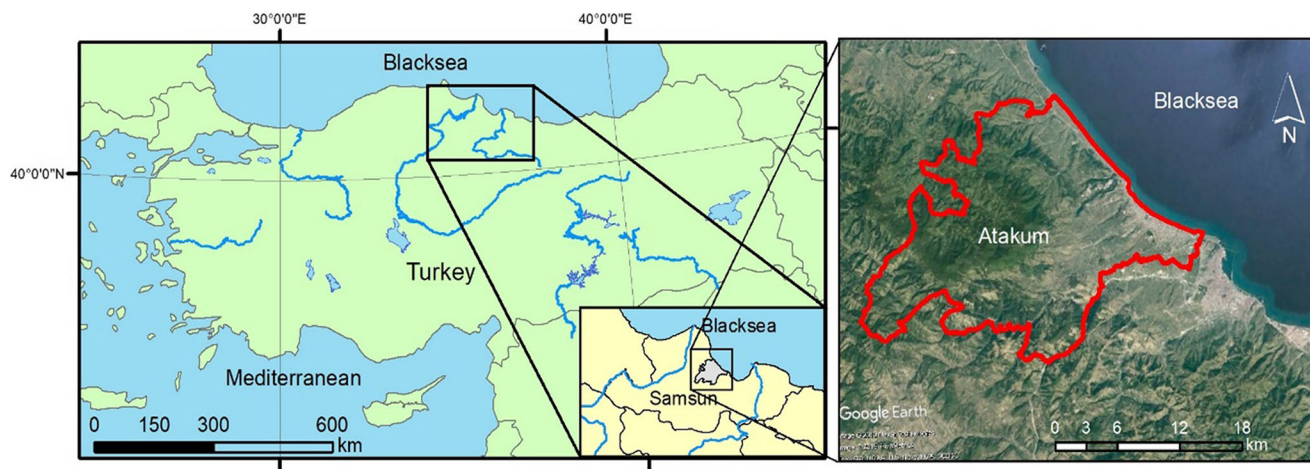 30°0'0"E
40°0'0"E
Blacksea
40°0'0"N
Turkey
Mediterranean
0 150 300 600
km
Blacksea
Samsun
Blacksea
N
Atakum
Google Earth
0 3 6 12 18
km